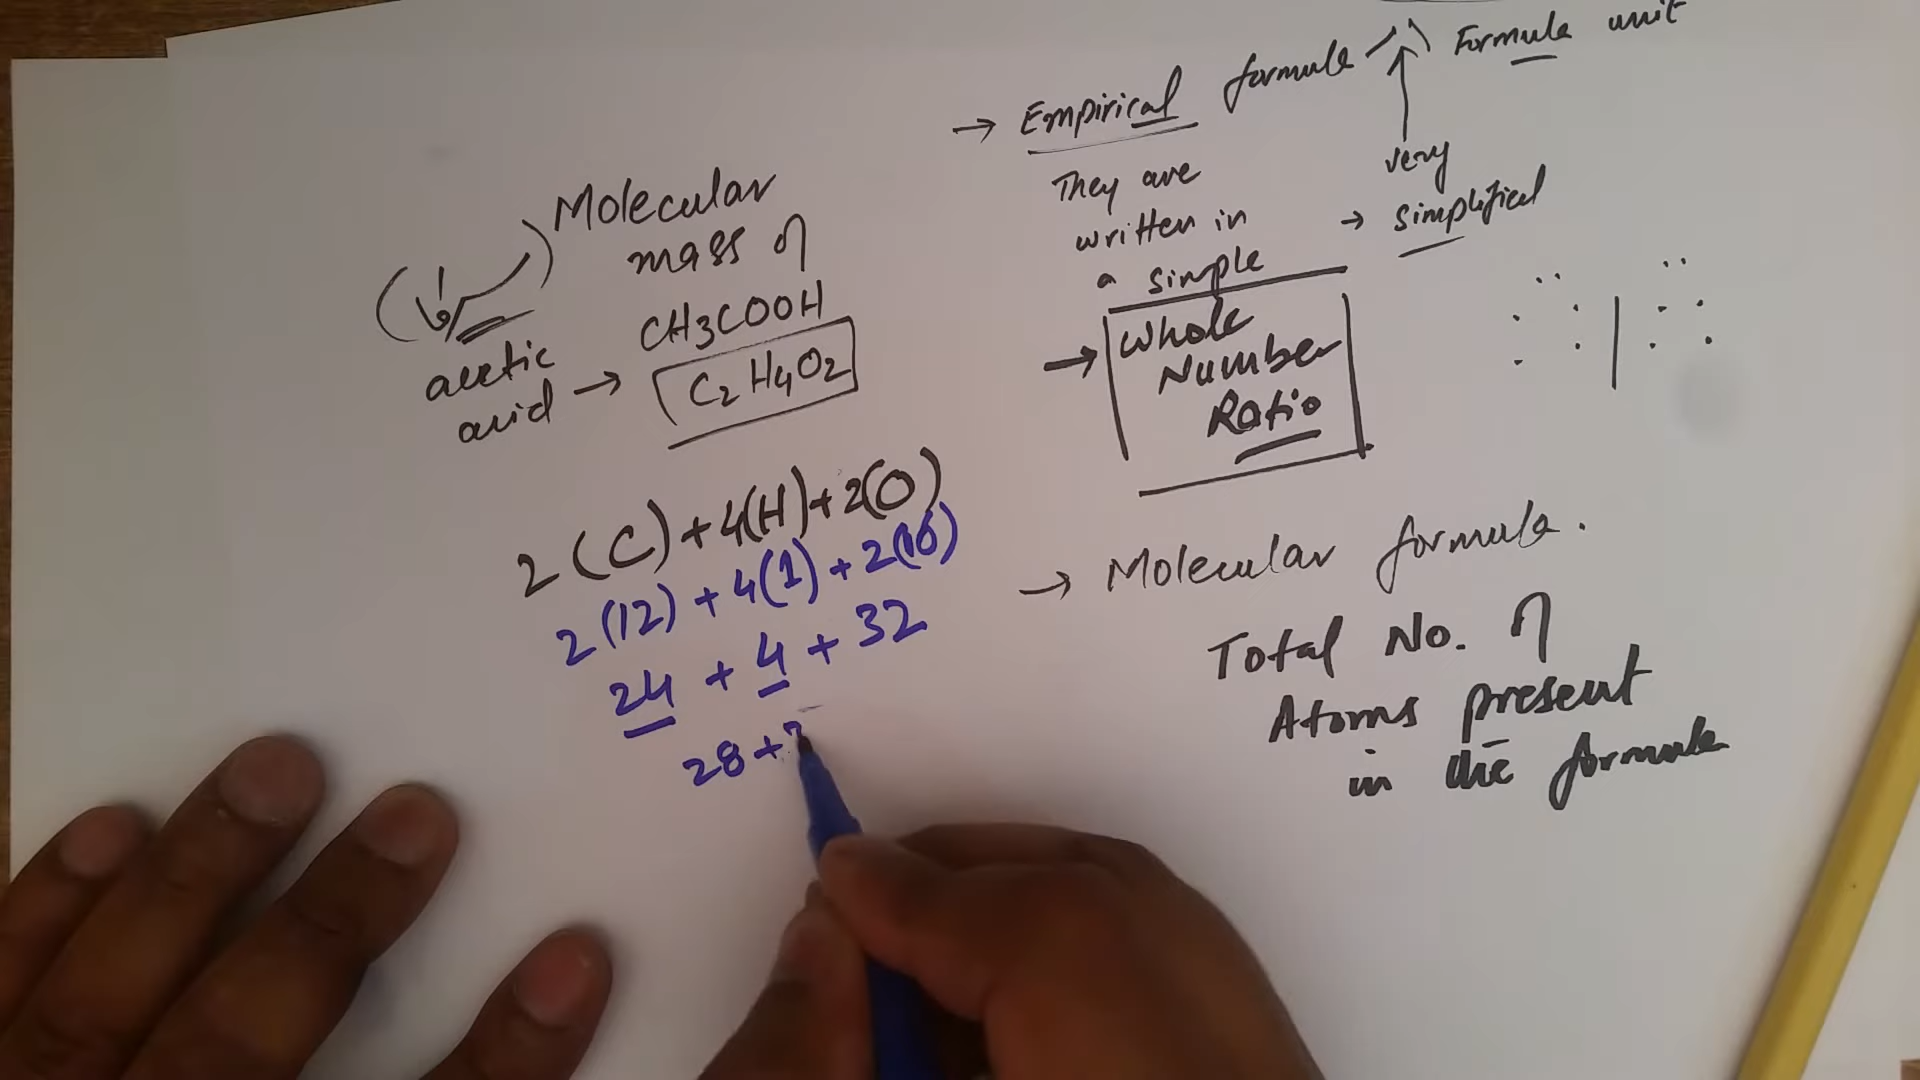 Molecular
mass of
CH3COOH
acetic
acid → C2H4O2
2(C)+4(H)+2(O)
2(12)+4(1)+2(16)
24 + 4 + 32
28+
→ Empirical formula
Formula unit
They are
written in
a simple
→ Whole
Number
Ratio
very
→ simplified
→ Molecular formula.
Total No. of
Atoms present
in the formula